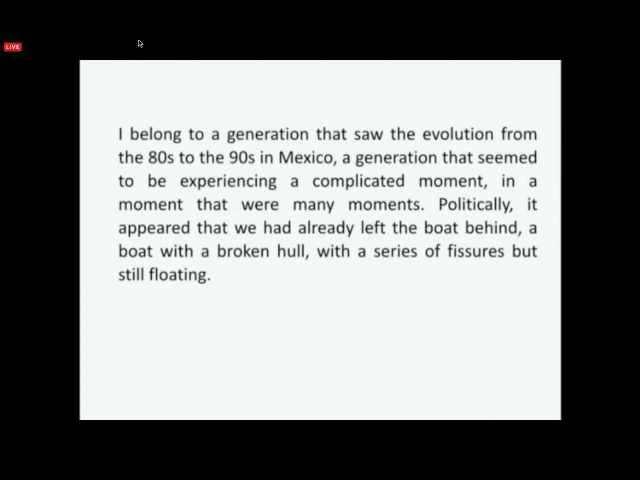 LIVE
I belong to a generation that saw the evolution from
the 80s to the 90s in Mexico, a generation that seemed
to be experiencing a complicated moment, in a
moment that were many moments. Politically, it
appeared that we had already left the boat behind, a
boat with a broken hull, with a series of fissures but
still floating.